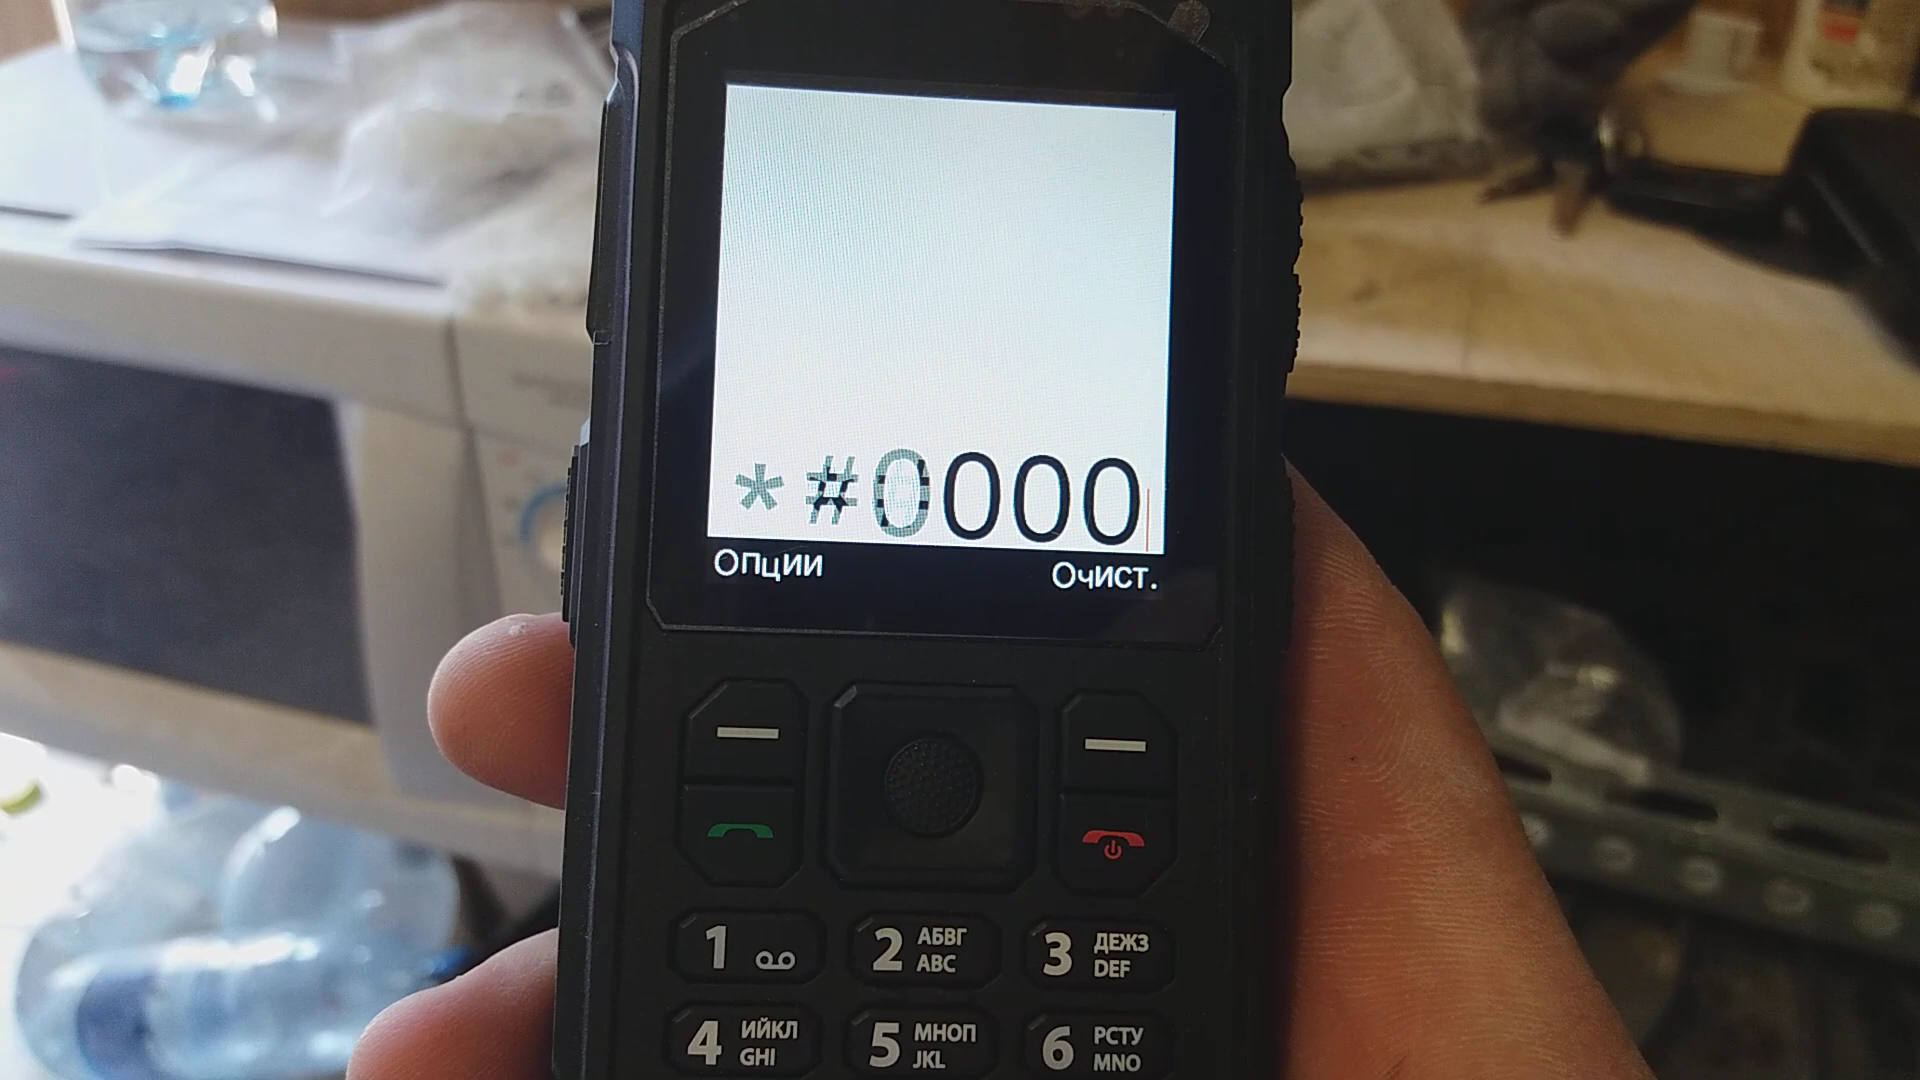 *#0000
Опции Очист.
1 2 АБВГ ABC 3 ДЕЖЗ DEF
4 ИЙКЛ GHI 5 МНОП JKL 6 РСТУ MNO